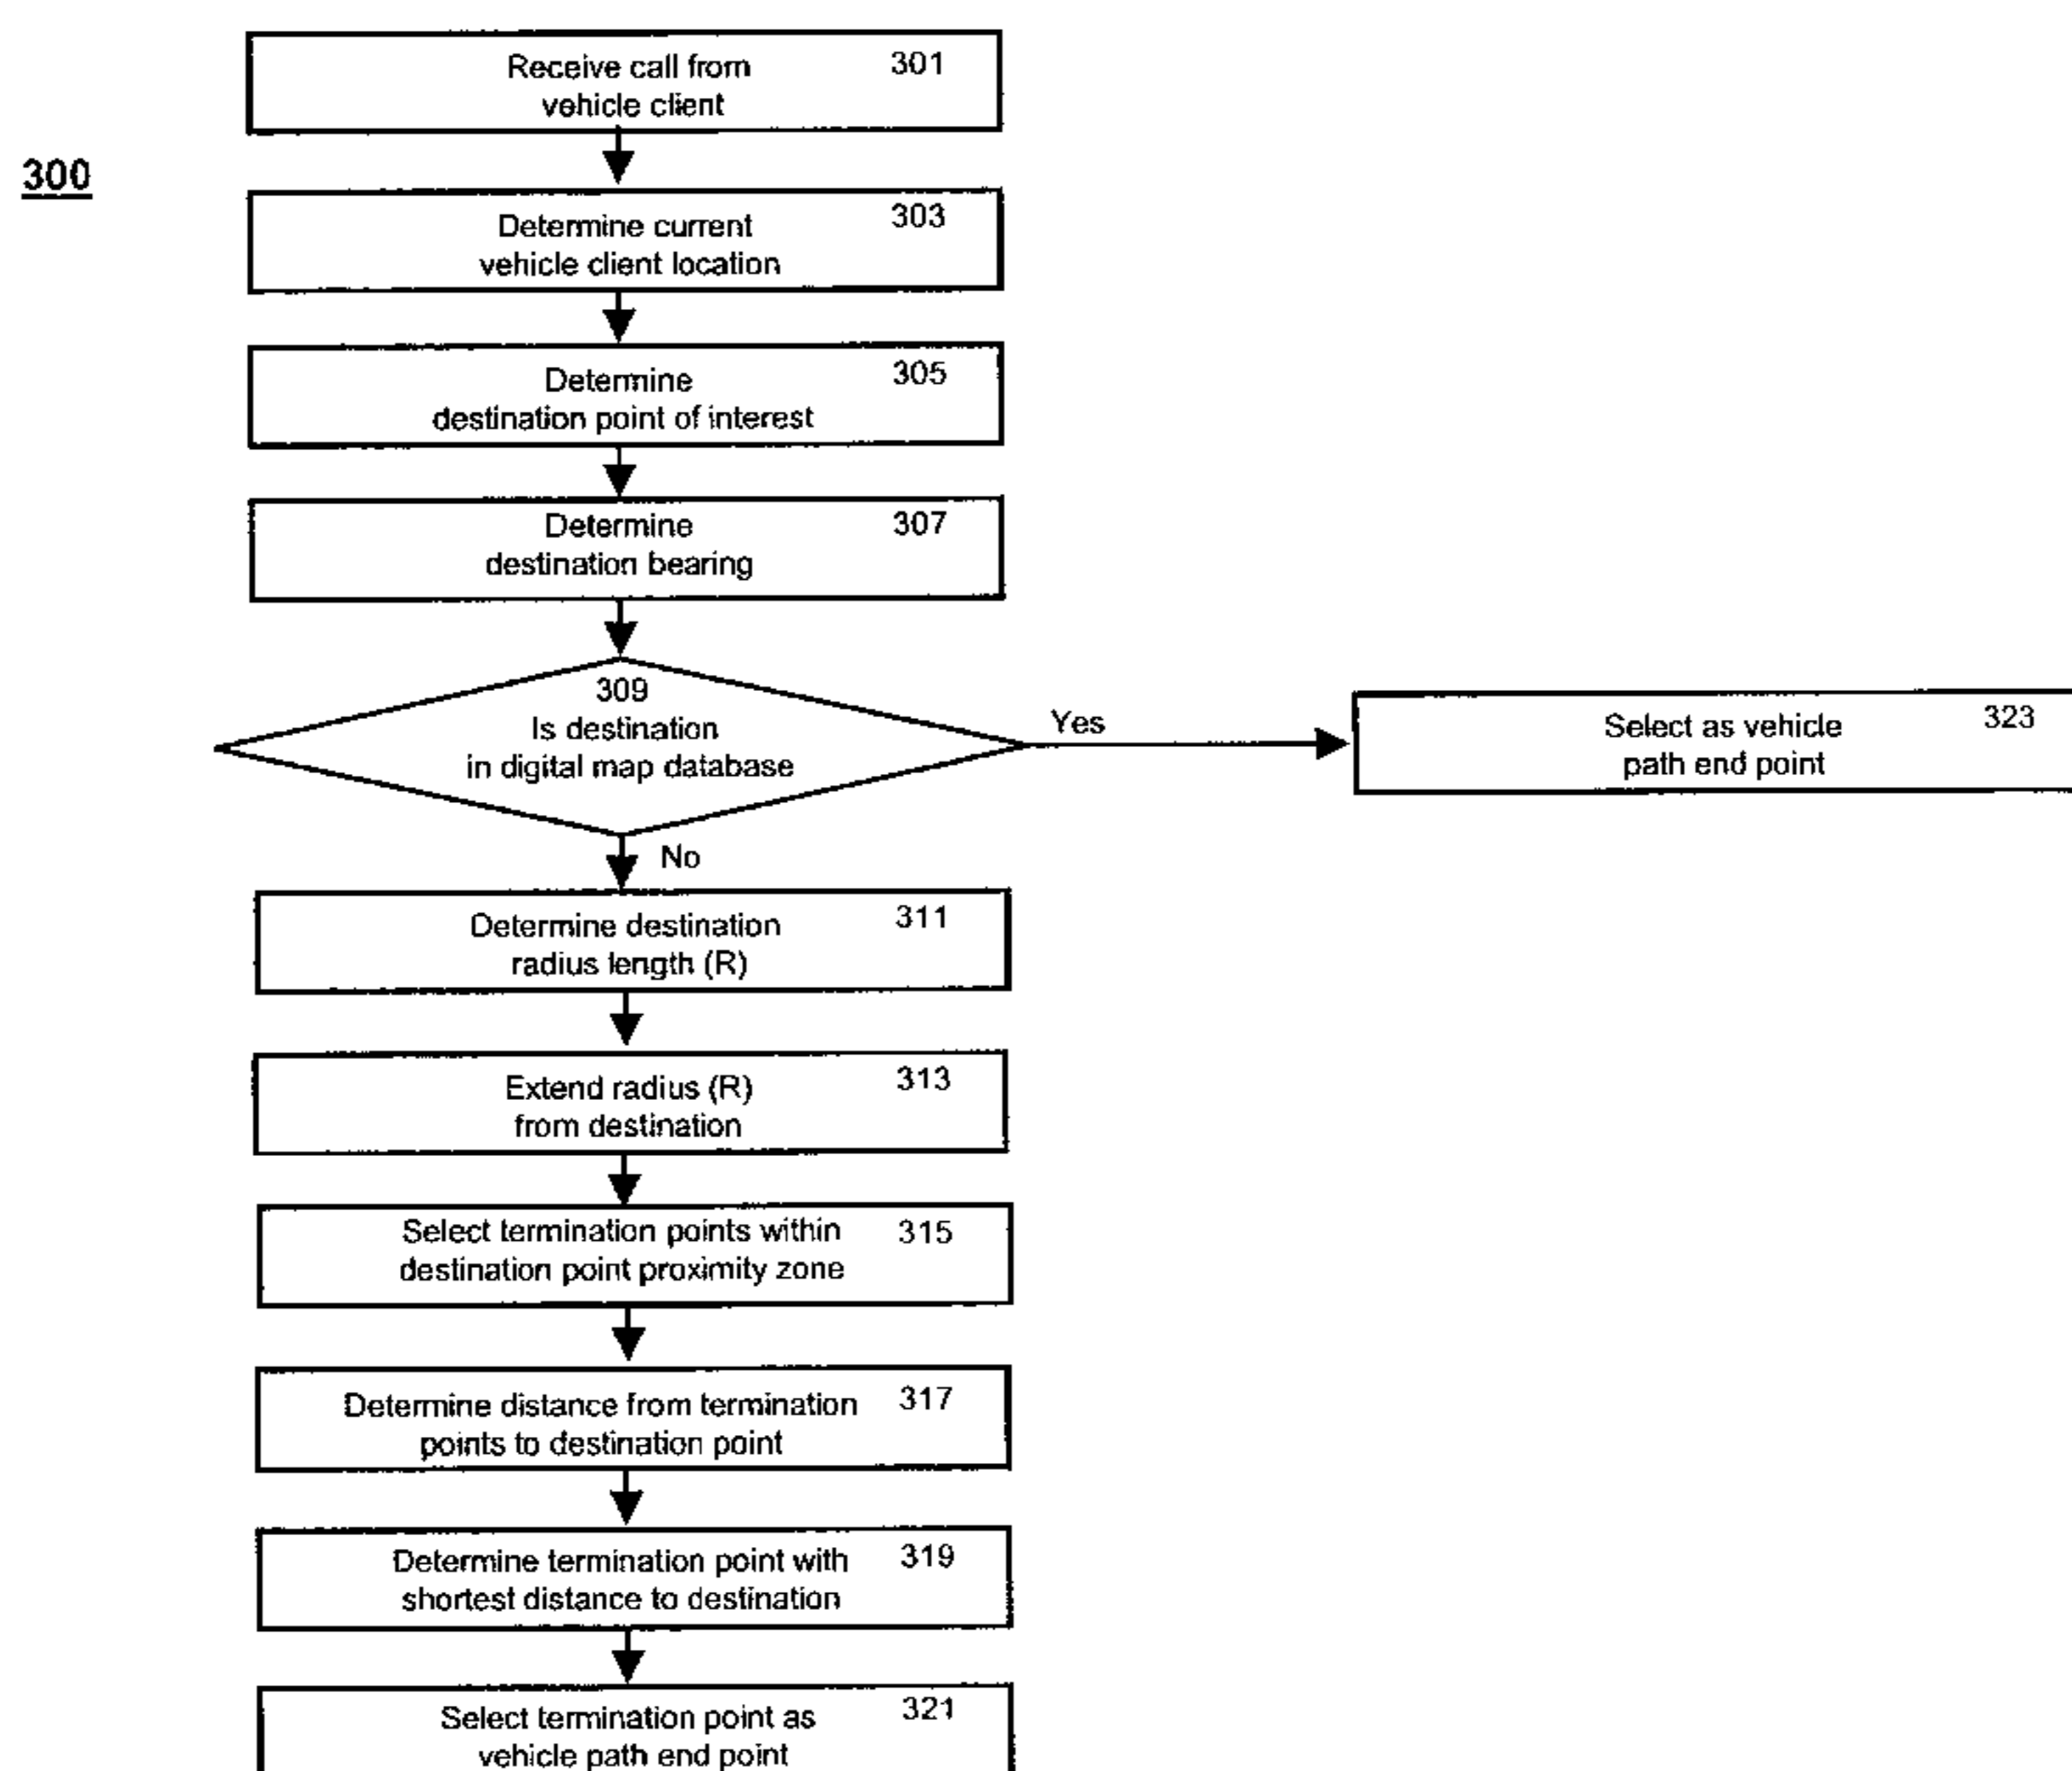 Receive call from 301
vehicle client
300
Determine current 303
vehicle client location
Determine 305
destination point of interest
Determine 307
destination bearing
309
Is destination
in digital map database
Yes
Select as vehicle 323
path end point
No
Determine destination 311
radius length (R)
Extend radius (R) 313
from destination
Select termination points within 315
destination point proximity zone
Determine distance from termination 317
points to destination point
Determine termination point with 319
shortest distance to destination
Select termination point as 321
vehicle path end point